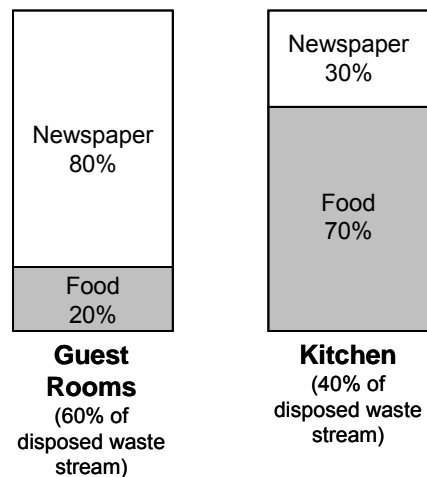 Newspaper
80%
Food
20%
Guest
Rooms
(60% of
disposed waste
stream)
Newspaper
30%
Food
70%
Kitchen
(40% of
disposed waste
stream)